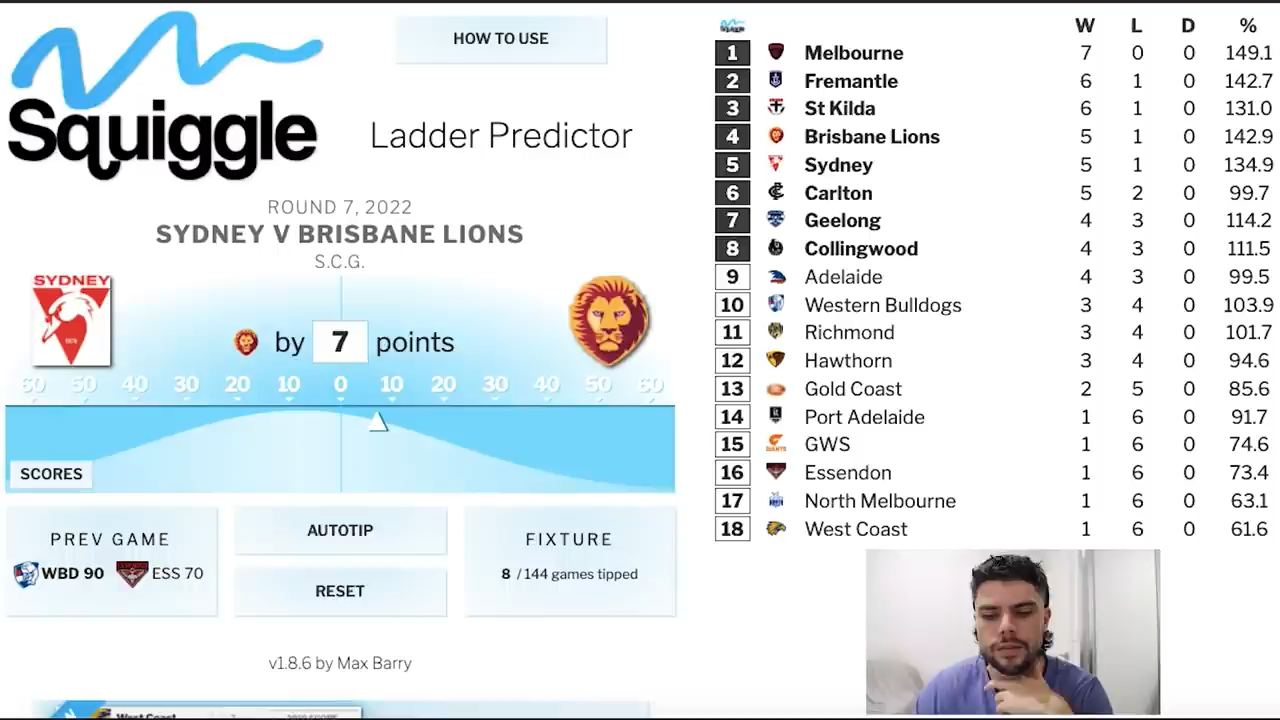 Squiggle
HOW TO USE
Ladder Predictor
ROUND 7, 2022
SYDNEY V BRISBANE LIONS
S.C.G.
SYDNEY
by 7 points
60 50 40 30 20 10 0 10 20 30 40 50 60
SCORES
PREV GAME
WBD 90 ESS 70
AUTOTIP
RESET
FIXTURE
8 / 144 games tipped
v1.8.6 by Max Barry
West Coast
Squiggle W L D %
1 Melbourne 7 0 0 149.1
2 Fremantle 6 1 0 142.7
3 St Kilda 6 1 0 131.0
4 Brisbane Lions 5 1 0 142.9
5 Sydney 5 1 0 134.9
6 Carlton 5 2 0 99.7
7 Geelong 4 3 0 114.2
8 Collingwood 4 3 0 111.5
9 Adelaide 4 3 0 99.5
10 Western Bulldogs 3 4 0 103.9
11 Richmond 3 4 0 101.7
12 Hawthorn 3 4 0 94.6
13 Gold Coast 2 5 0 85.6
14 Port Adelaide 1 6 0 91.7
15 GWS 1 6 0 74.6
16 Essendon 1 6 0 73.4
17 North Melbourne 1 6 0 63.1
18 West Coast 1 6 0 61.6